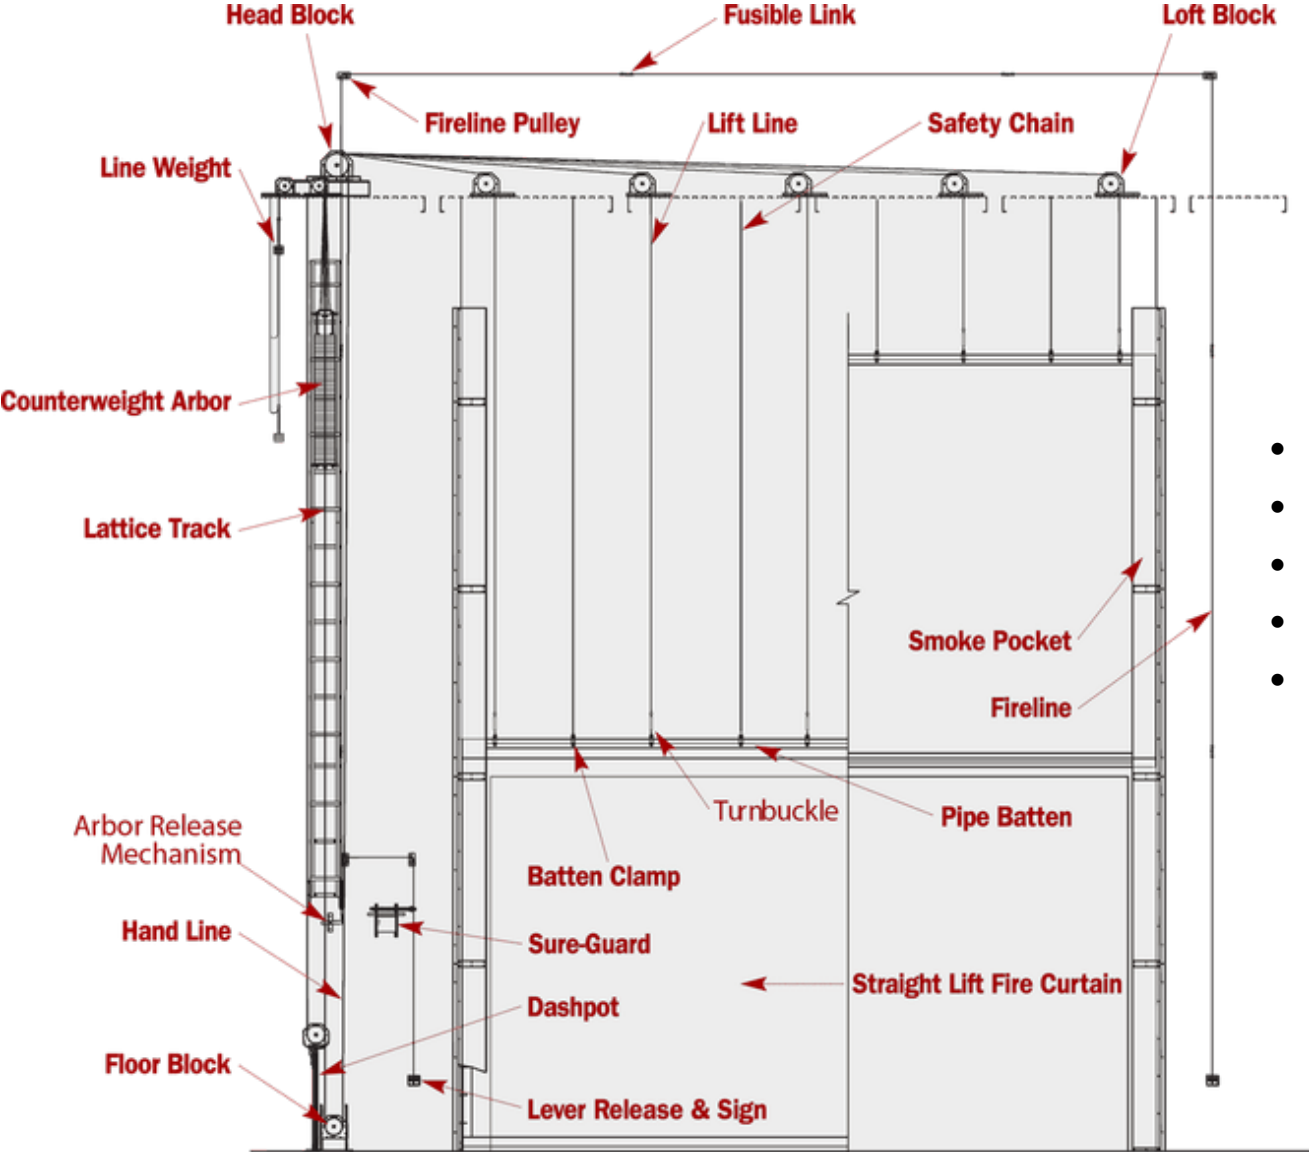 Head Block
Fusible Link
Loft Block
Fireline Pulley
Lift Line
Safety Chain
Line Weight
Counterweight Arbor
Lattice Track
Smoke Pocket
Fireline
Turnbuckle
Pipe Batten
Arbor Release
Mechanism
Batten Clamp
Hand Line
Sure-Guard
Straight Lift Fire Curtain
Dashpot
Floor Block
Lever Release & Sign